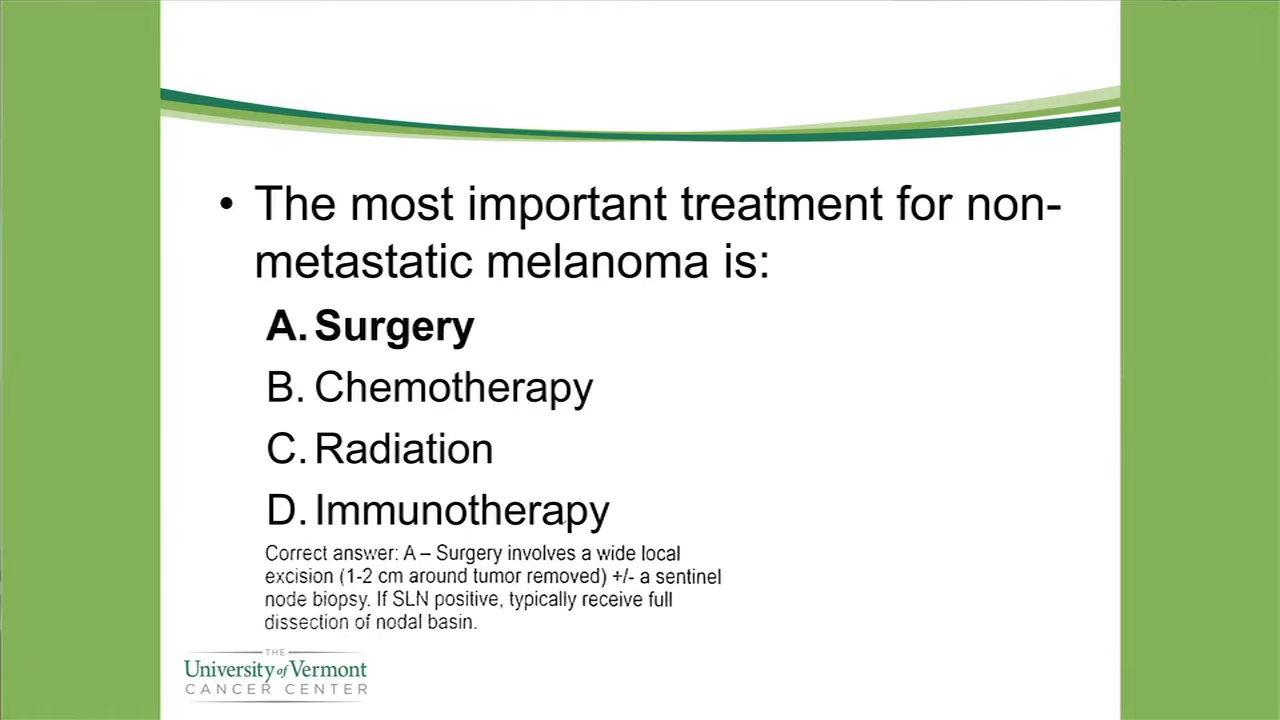 • The most important treatment for non-
metastatic melanoma is:
A. Surgery
B. Chemotherapy
C. Radiation
D. Immunotherapy
Correct answer: A – Surgery involves a wide local
excision (1-2 cm around tumor removed) +/- a sentinel
node biopsy. If SLN positive, typically receive full
dissection of nodal basin.
THE
University of Vermont
CANCER CENTER